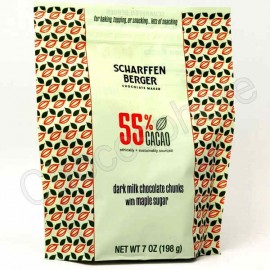 for baking, topping, or snacking... lots of snacking
SCHARFFEN
BERGER
CHOCOLATE MAKER
55%
CACAO
ethically + sustainably sourced
dark milk chocolate chunks
with maple sugar
NET WT 7 OZ (198 g)